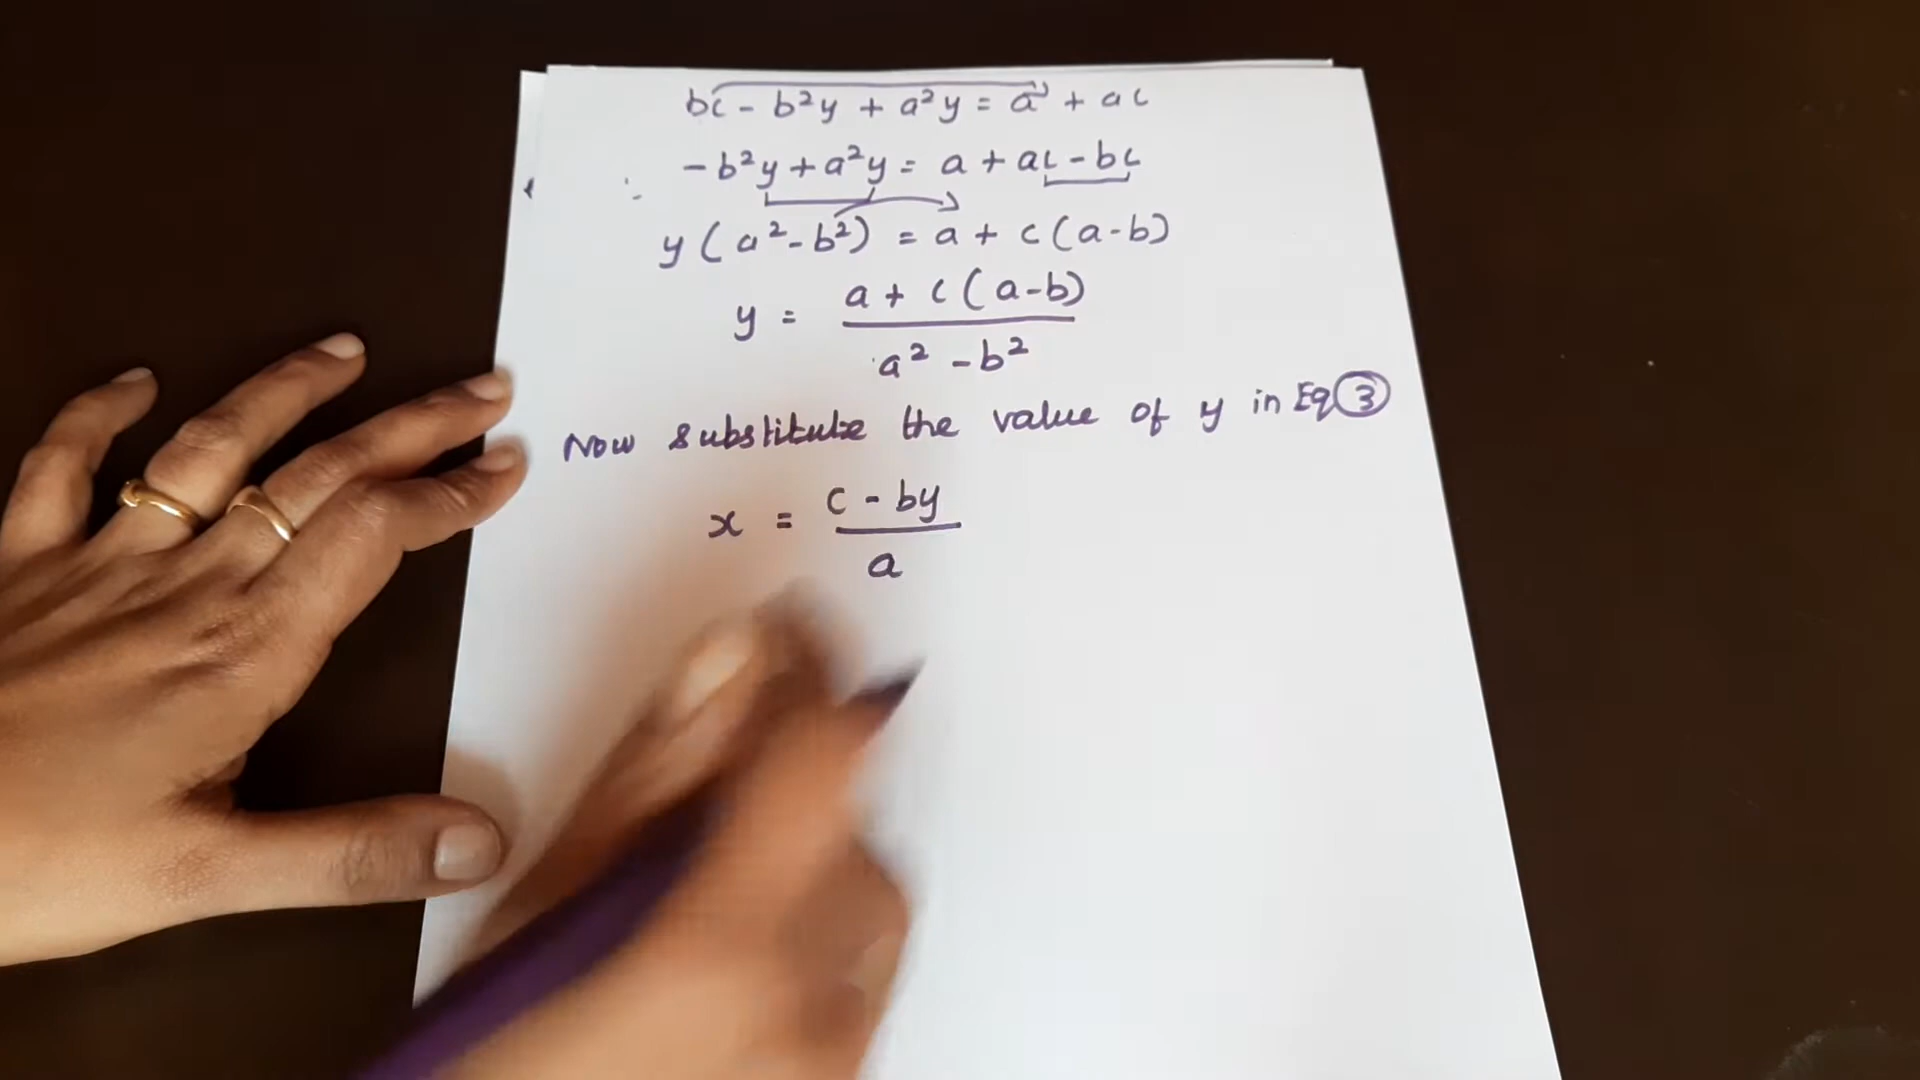 bc - b²y + a²y = a + ac
-b²y + a²y = a + ac - bc
y (a² - b²) = a + c (a - b)
y = a + c (a - b)
a² - b²
Now substitute the value of y in Eq ③
x = c - by
a